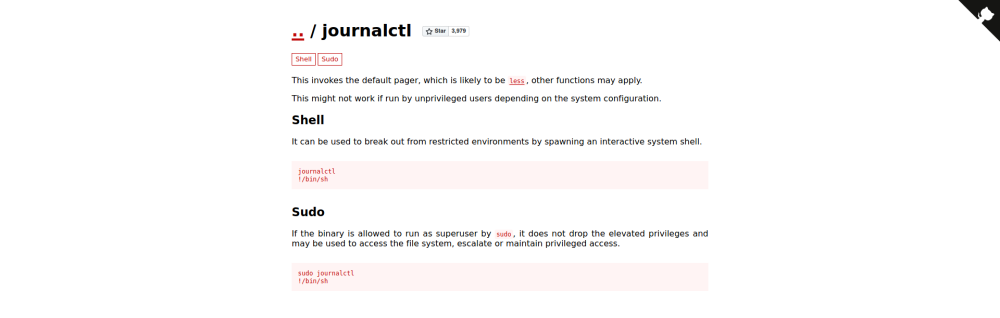 .. / journalctl Star 3,979
Shell Sudo
This invokes the default pager, which is likely to be less, other functions may apply.
This might not work if run by unprivileged users depending on the system configuration.
Shell
It can be used to break out from restricted environments by spawning an interactive system shell.
journalctl
!/bin/sh
Sudo
If the binary is allowed to run as superuser by sudo, it does not drop the elevated privileges and
may be used to access the file system, escalate or maintain privileged access.
sudo journalctl
!/bin/sh